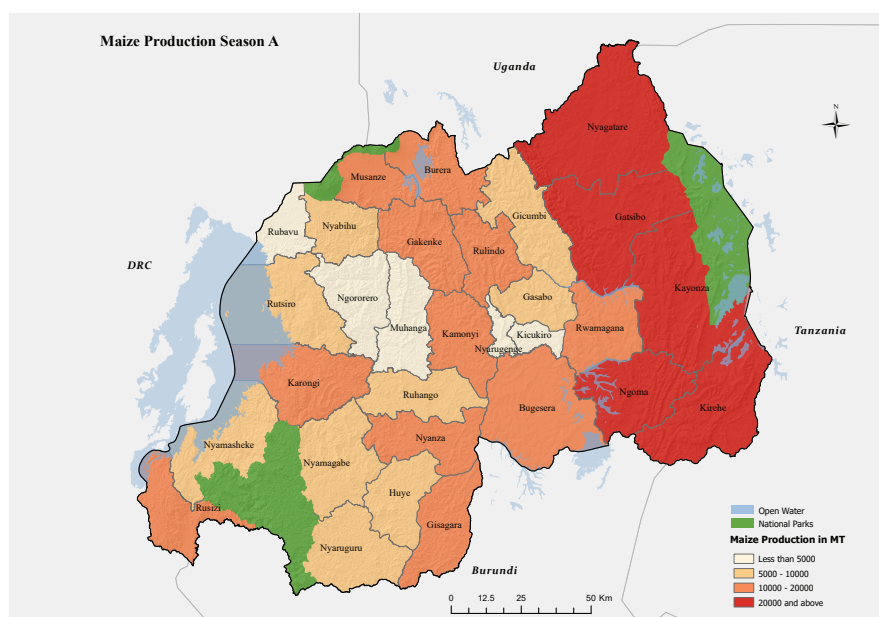 Maize Production Season A
Uganda
N
Nyagatare
Burera
Musanze
Gicumbi
Gatsibo
Rubavu
Nyabihu
Gakenke
Rulindo
DRC
Kayonza
Rutsiro
Ngororero
Gasabo
Muhanga
Kamonyi
Kicukiro
Rwamagana
Tanzania
Nyarugenge
Karongi
Ruhango
Ngoma
Bugesera
Kirehe
Nyamasheke
Nyanza
Nyamagabe
Huye
Rusizi
Gisagara
Nyaruguru
Burundi
Open Water
National Parks
Maize Production in MT
Less than 5000
5000 - 10000
10000 - 20000
20000 and above
0 12.5 25 50 Km